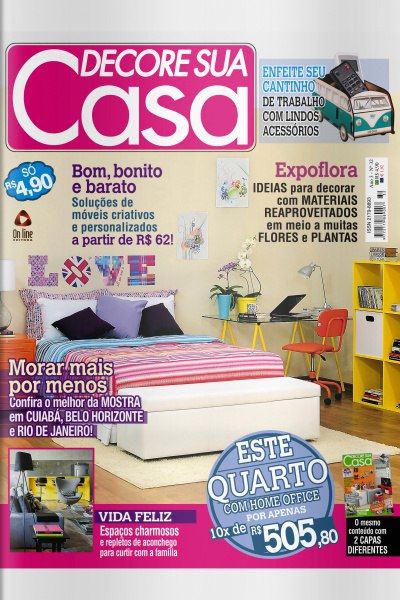 DECORE SUA
Casa
ENFEITE SEU
CANTINHO
DE TRABALHO
COM LINDOS
ACESSÓRIOS
SÓ
R$ 4,90
On line
EDITORA
Bom, bonito
e barato
Soluções de
móveis criativos
e personalizados
a partir de R$ 62!
Expoflora
IDEIAS para decorar
com MATERIAIS
REAPROVEITADOS
em meio a muitas
FLORES e PLANTAS
LOVE
Morar mais
por menos
Confira o melhor da MOSTRA
em CUIABÁ, BELO HORIZONTE
e RIO DE JANEIRO!
ESTE
QUARTO
COM HOME OFFICE
POR APENAS
10x de R$ 505,80
VIDA FELIZ
Espaços charmosos
e repletos de aconchego
para curtir com a família
Casa
O mesmo
conteúdo com
2 CAPAS
DIFERENTES